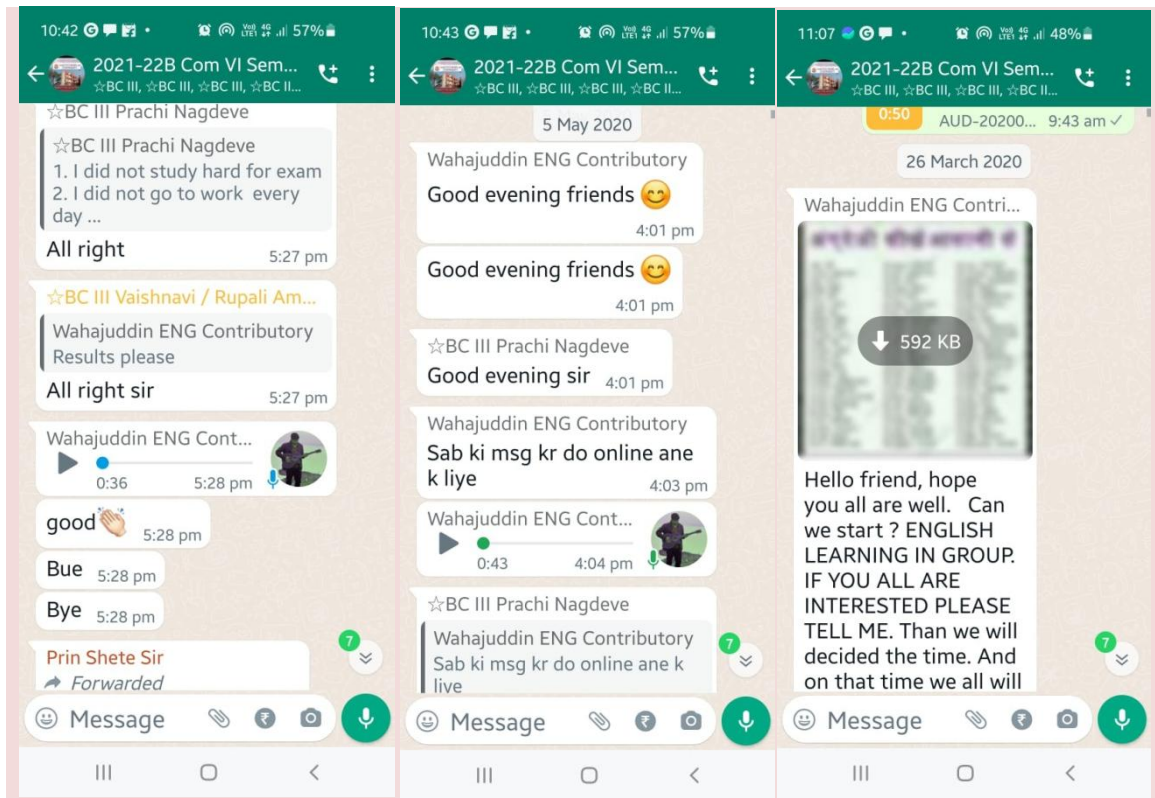 10:42 57%
2021-22B Com VI Sem...
☆BC III, ☆BC III, ☆BC III, ☆BC II...
☆BC III Prachi Nagdeve
☆BC III Prachi Nagdeve
1. I did not study hard for exam
2. I did not go to work every
day ...
All right
5:27 pm
☆BC III Vaishnavi / Rupali Am...
Wahajuddin ENG Contributory
Results please
All right sir
5:27 pm
Wahajuddin ENG Cont...
0:36 5:28 pm
good👏🏻 5:28 pm
Bue 5:28 pm
Bye 5:28 pm
7
Prin Shete Sir
Forwarded
Message
10:43 57%
2021-22B Com VI Sem...
☆BC III, ☆BC III, ☆BC III, ☆BC II...
5 May 2020
Wahajuddin ENG Contributory
Good evening friends 😊
4:01 pm
Good evening friends 😊
4:01 pm
☆BC III Prachi Nagdeve
Good evening sir 4:01 pm
Wahajuddin ENG Contributory
Sab ki msg kr do online ane
k liye
4:03 pm
Wahajuddin ENG Cont...
0:43 4:04 pm
☆BC III Prachi Nagdeve
Wahajuddin ENG Contributory
Sab ki msg kr do online ane k
liye
7
Message
11:07 48%
2021-22B Com VI Sem...
☆BC III, ☆BC III, ☆BC III, ☆BC II...
0:50 AUD-20200... 9:43 am
26 March 2020
Wahajuddin ENG Contri...
592 KB
Hello friend, hope
you all are well. Can
we start ? ENGLISH
LEARNING IN GROUP.
IF YOU ALL ARE
INTERESTED PLEASE
TELL ME. Than we will
decided the time. And
on that time we all will
7
Message